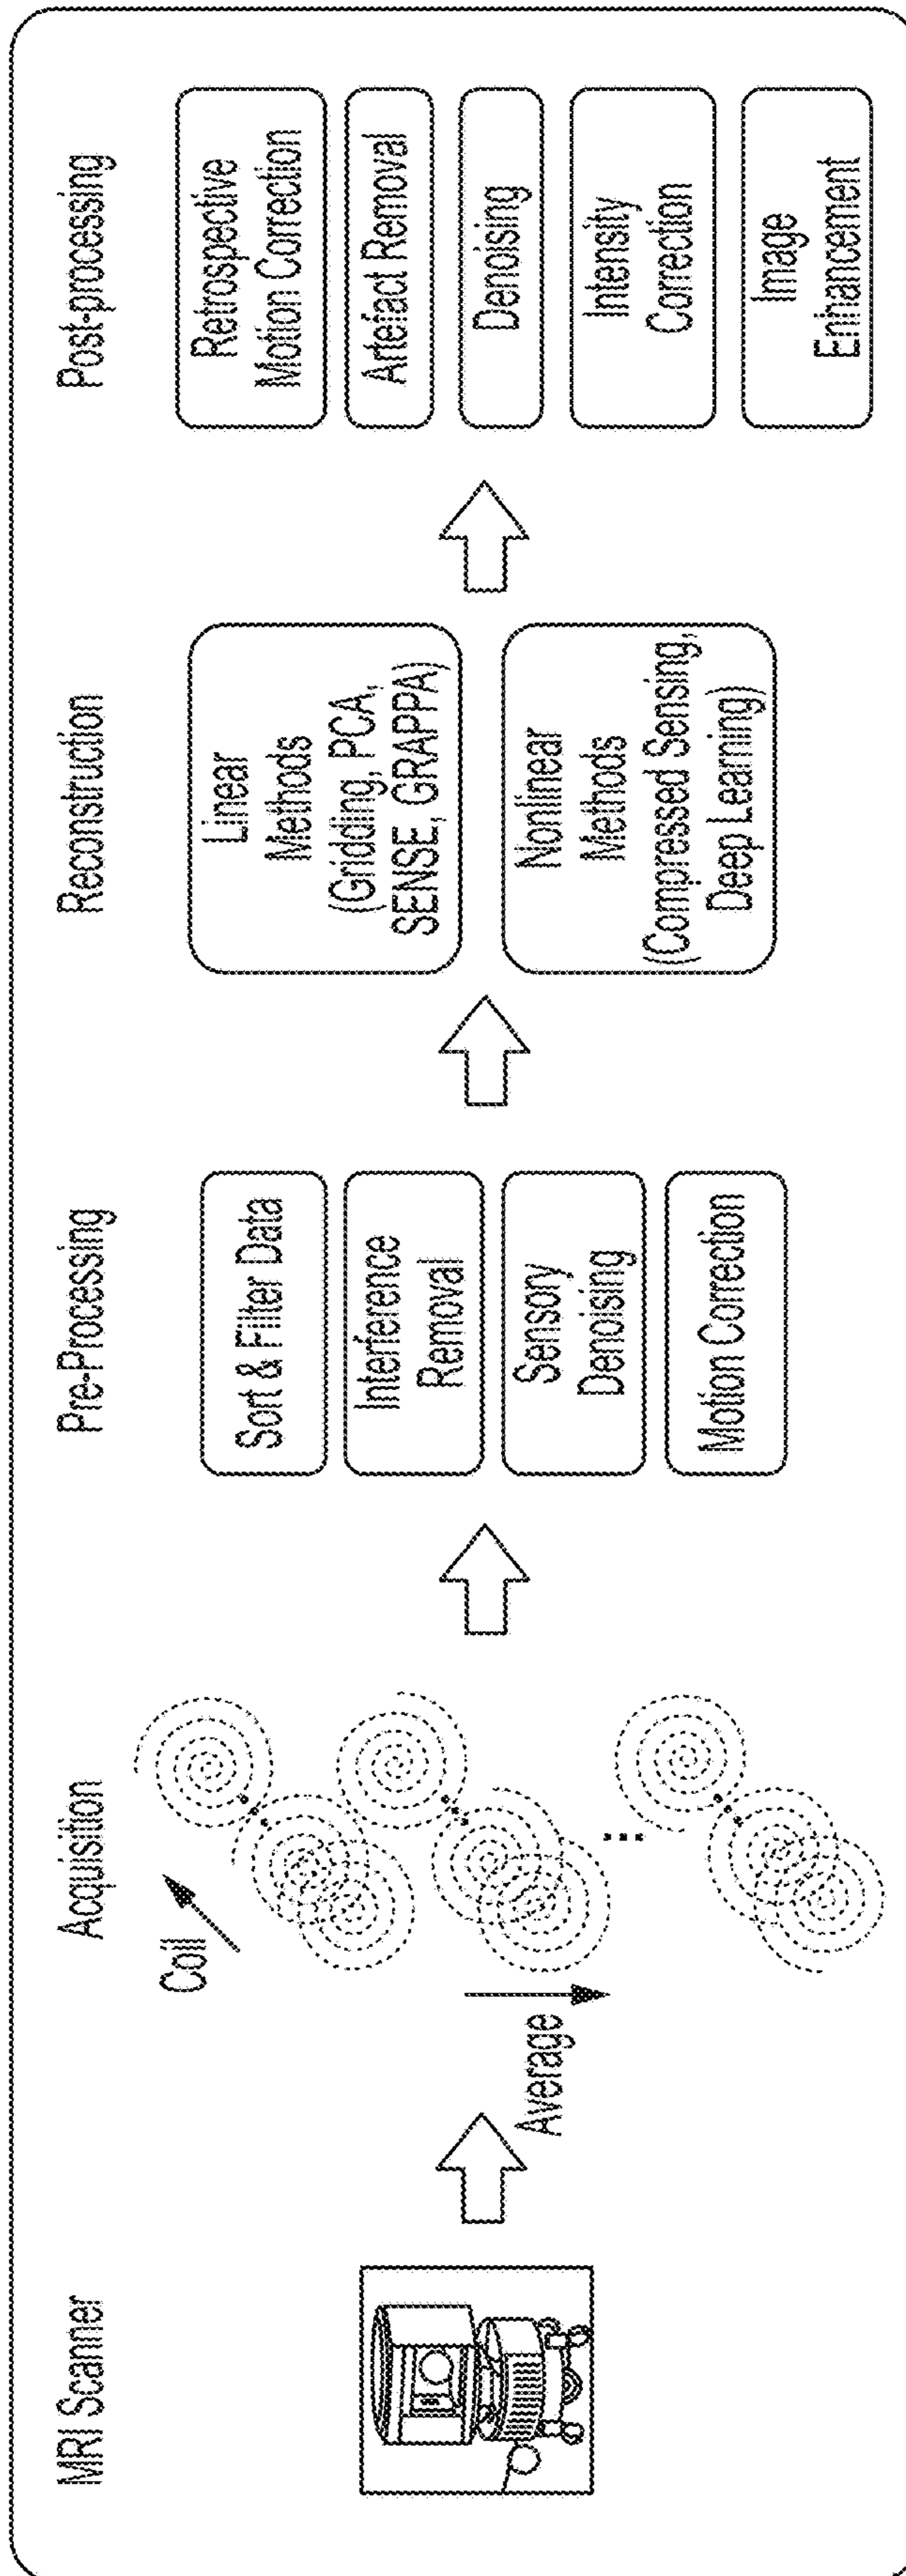 MRI Scanner
Acquisition
Coil
Average
Pre-Processing
Sort & Filter Data
Interference
Removal
Sensory
Denoising
Motion Correction
Reconstruction
Linear
Methods
(Gridding, PCA,
SENSE, GRAPPA)
Nonlinear
Methods
(Compressed Sensing,
Deep Learning)
Post-processing
Retrospective
Motion Correction
Artefact Removal
Denoising
Intensity
Correction
Image
Enhancement